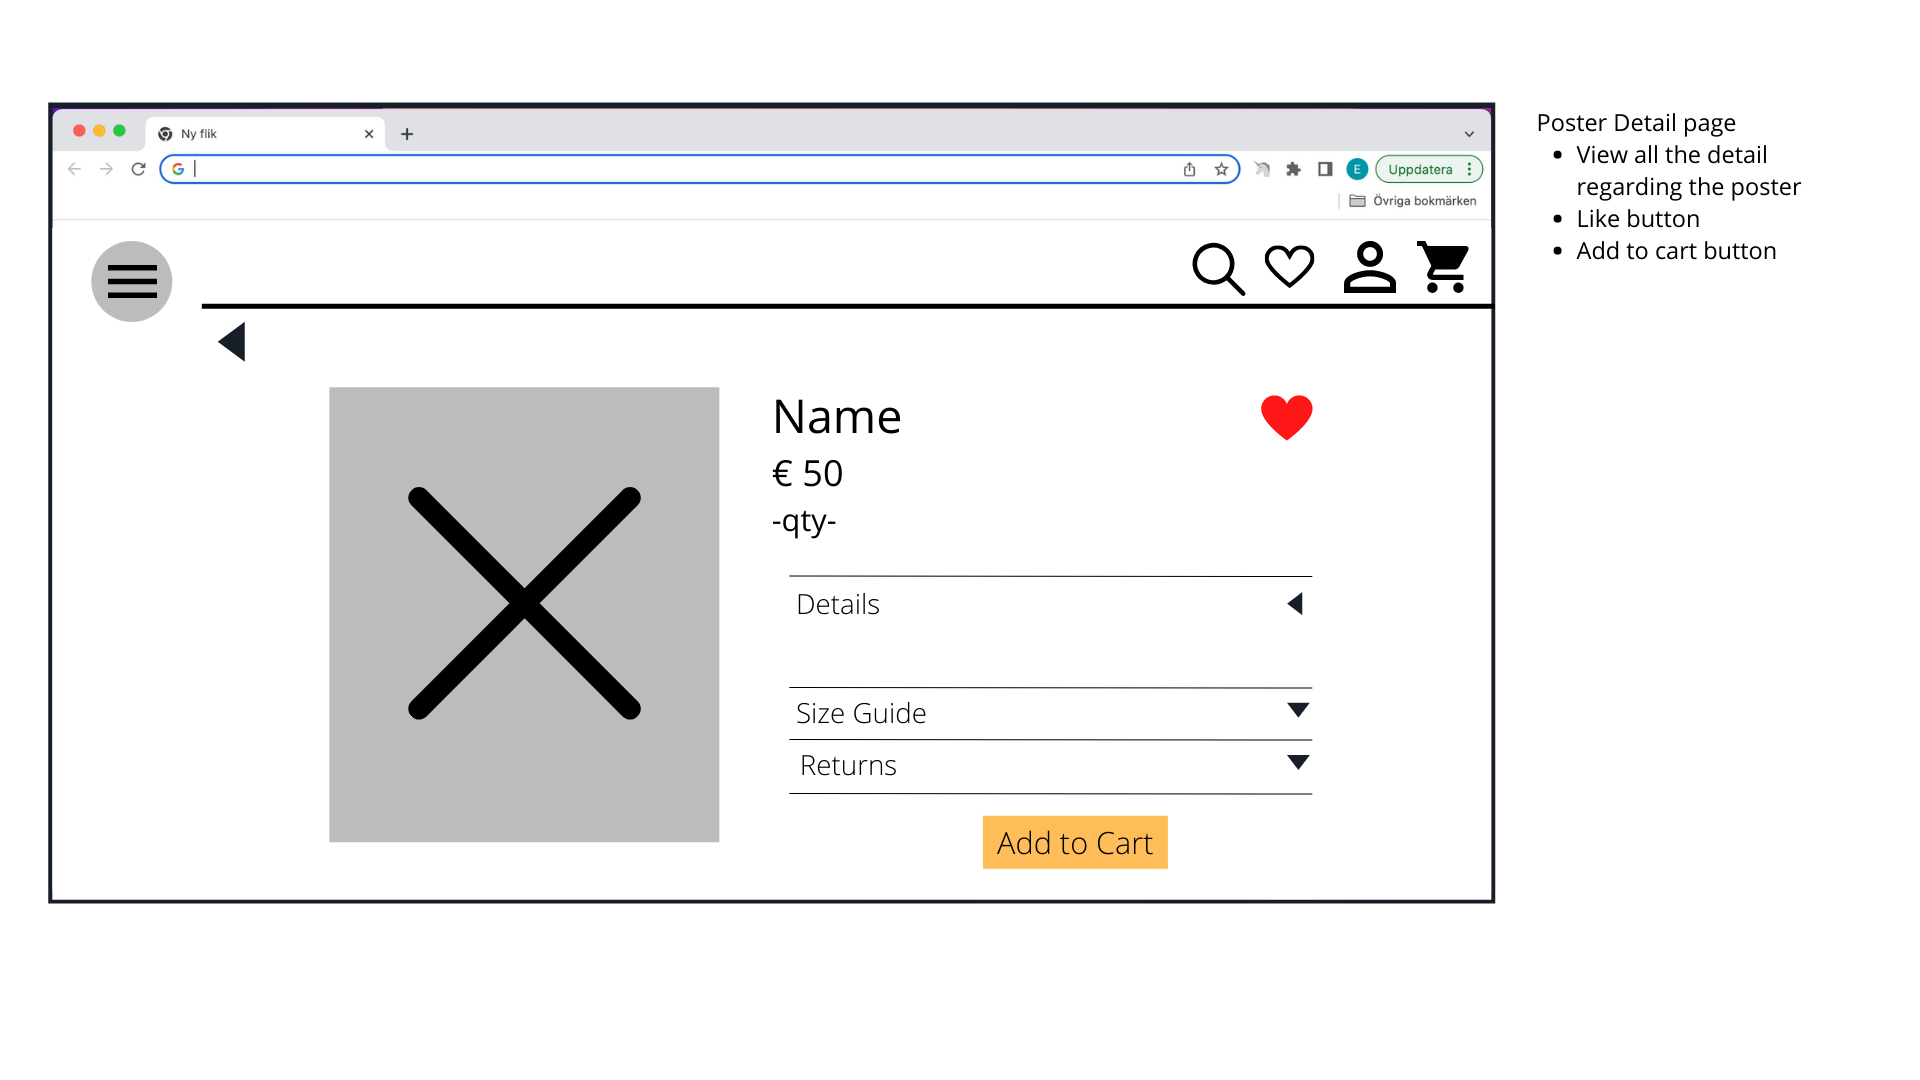 Ny flik
Uppdatera
E
Övriga bokmärken
Name
€ 50
-qty-
Details
Size Guide
Returns
Add to Cart
Poster Detail page
• View all the detail
regarding the poster
• Like button
• Add to cart button